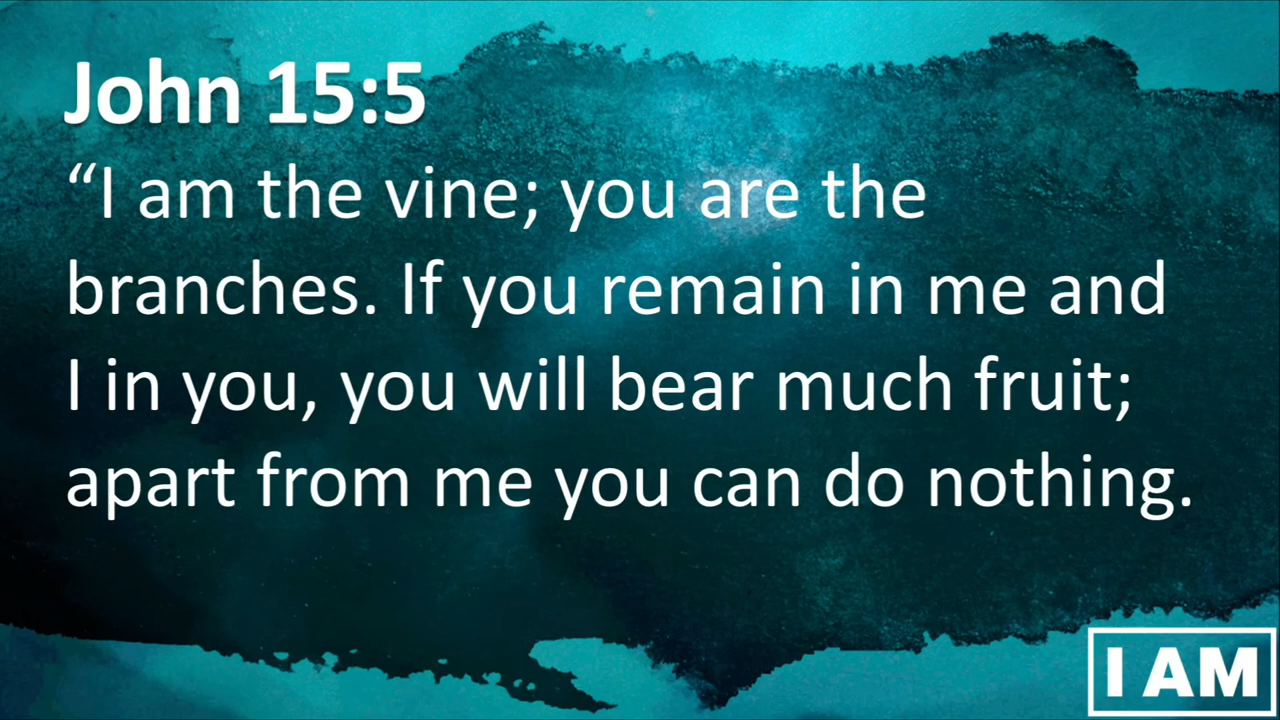 John 15:5
“I am the vine; you are the
branches. If you remain in me and
I in you, you will bear much fruit;
apart from me you can do nothing.
I AM